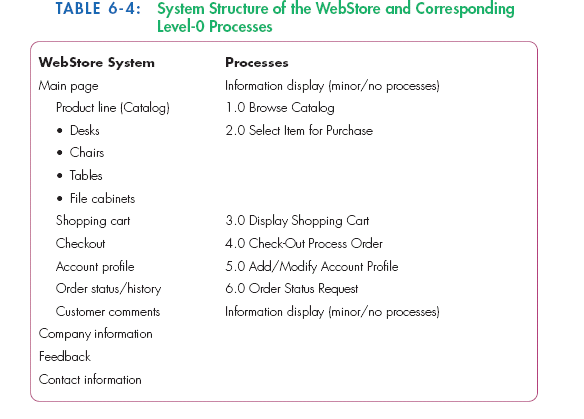 TABLE 6-4: System Structure of the WebStore and Corresponding
Level-0 Processes
WebStore System Processes
Main page Information display (minor/no processes)
Product line (Catalog) 1.0 Browse Catalog
• Desks 2.0 Select Item for Purchase
• Chairs
• Tables
• File cabinets
Shopping cart 3.0 Display Shopping Cart
Checkout 4.0 Check-Out Process Order
Account profile 5.0 Add/Modify Account Profile
Order status/history 6.0 Order Status Request
Customer comments Information display (minor/no processes)
Company information
Feedback
Contact information